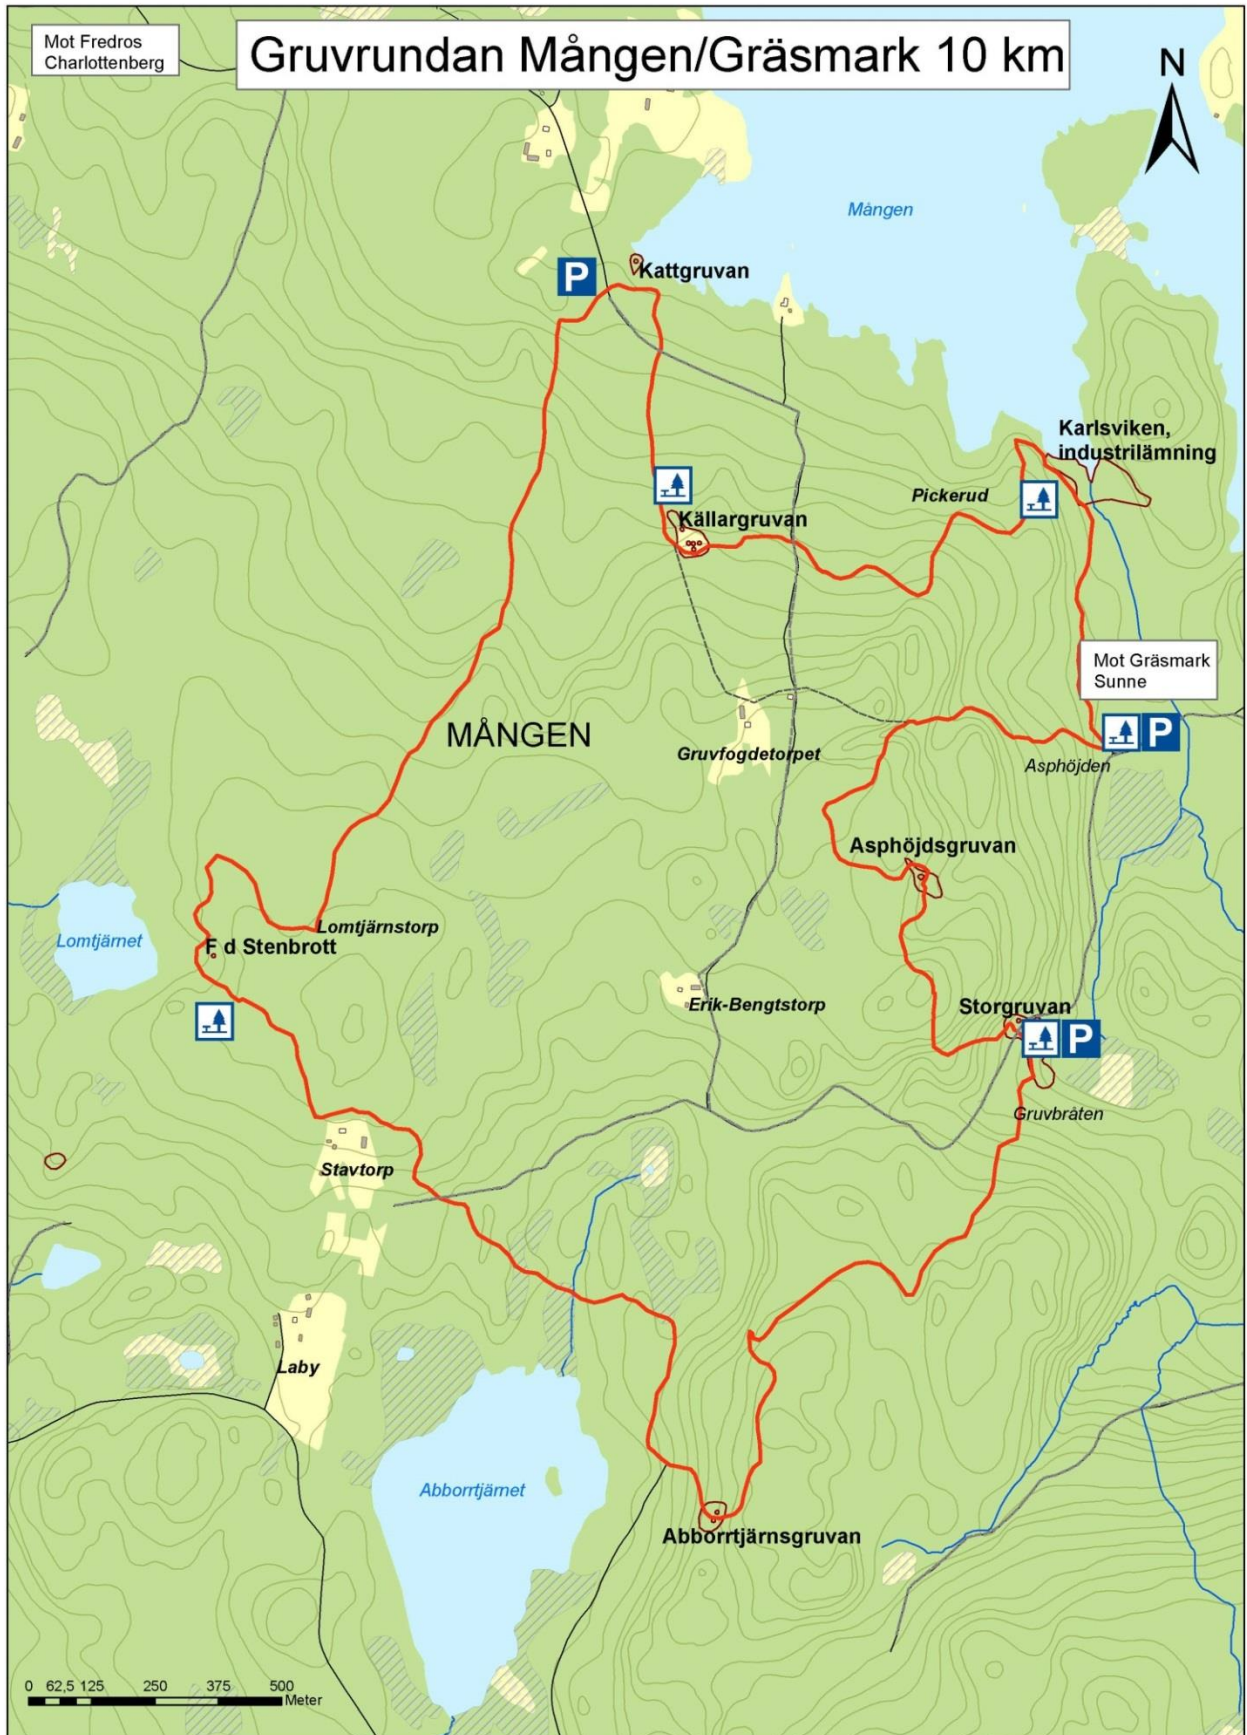 Mot Fredros
Charlottenberg
Gruvrundan Mången/Gräsmark 10 km
N
Mången
P
Kattgruvan
Karlsviken,
industrilämning
Pickerud
Källargruvan
Mot Gräsmark
Sunne
MÅNGEN
P
Gruvfogdetorpet
Asphöjden
Asphöjdsgruvan
Lomtjärnstorp
Lomtjärnet
F d Stenbrott
Erik-Bengtstorp
Storgruvan
P
Gruvbråten
Stavtorp
Laby
Abborrtjärnet
Abborrtjärnsgruvan
0 62,5 125 250 375 500
Meter